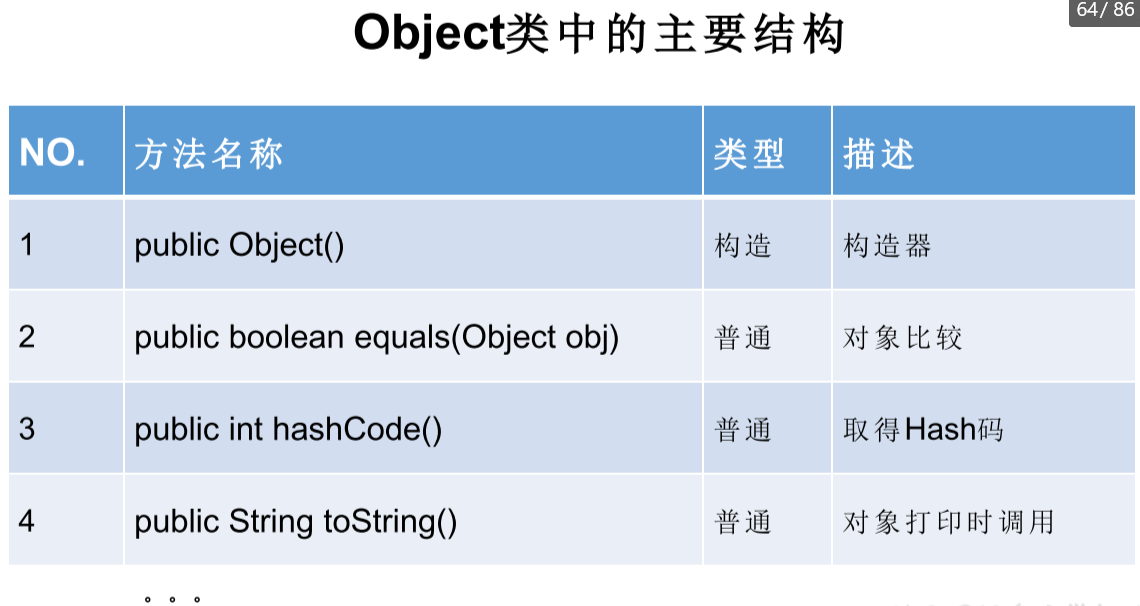 64/ 86
Object类中的主要结构
NO. 方法名称 类型 描述
1 public Object() 构造 构造器
2 public boolean equals(Object obj) 普通 对象比较
3 public int hashCode() 普通 取得Hash码
4 public String toString() 普通 对象打印时调用
。。。